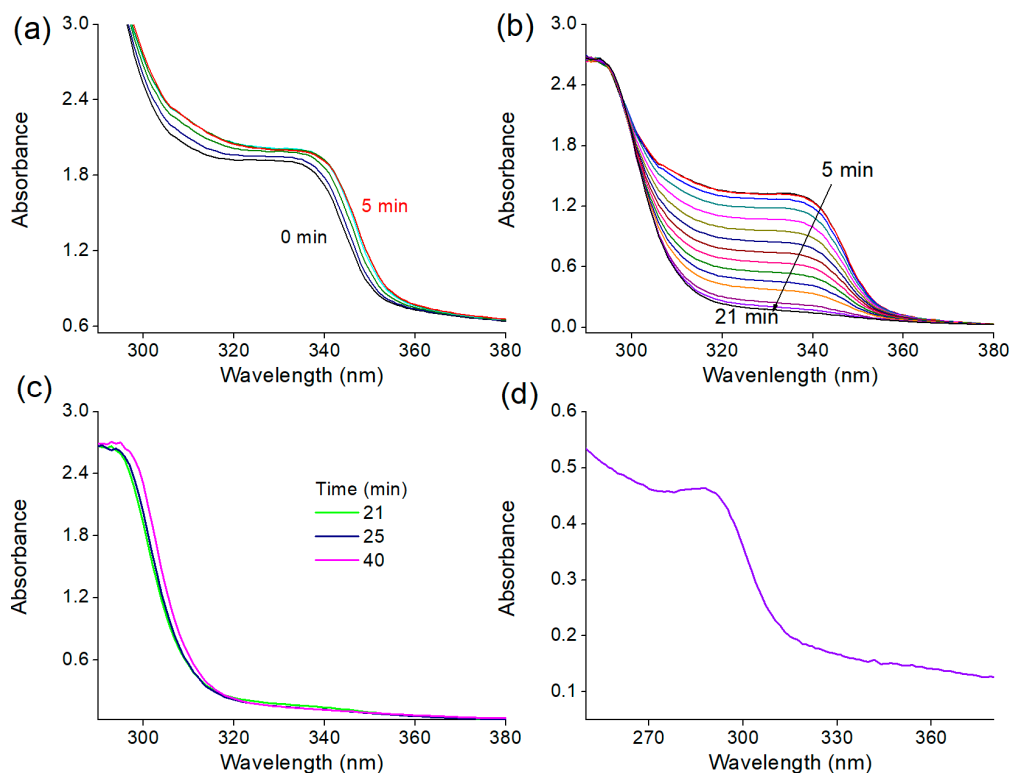 (a)
3.0
2.4
1.8
1.2
0.6
Absorbance
5 min
0 min
300
320
340
360
380
Wavelength (nm)
(b)
3.0
2.4
1.8
1.2
0.6
0.0
Absorbance
5 min
21 min
300
320
340
360
380
Wavenlength (nm)
(c)
3.0
2.4
1.8
1.2
0.6
Absorbance
Time (min)
21
25
40
300
320
340
360
380
Wavelength (nm)
(d)
0.6
0.5
0.4
0.3
0.2
0.1
Absorbance
270
300
330
360
Wavelength (nm)